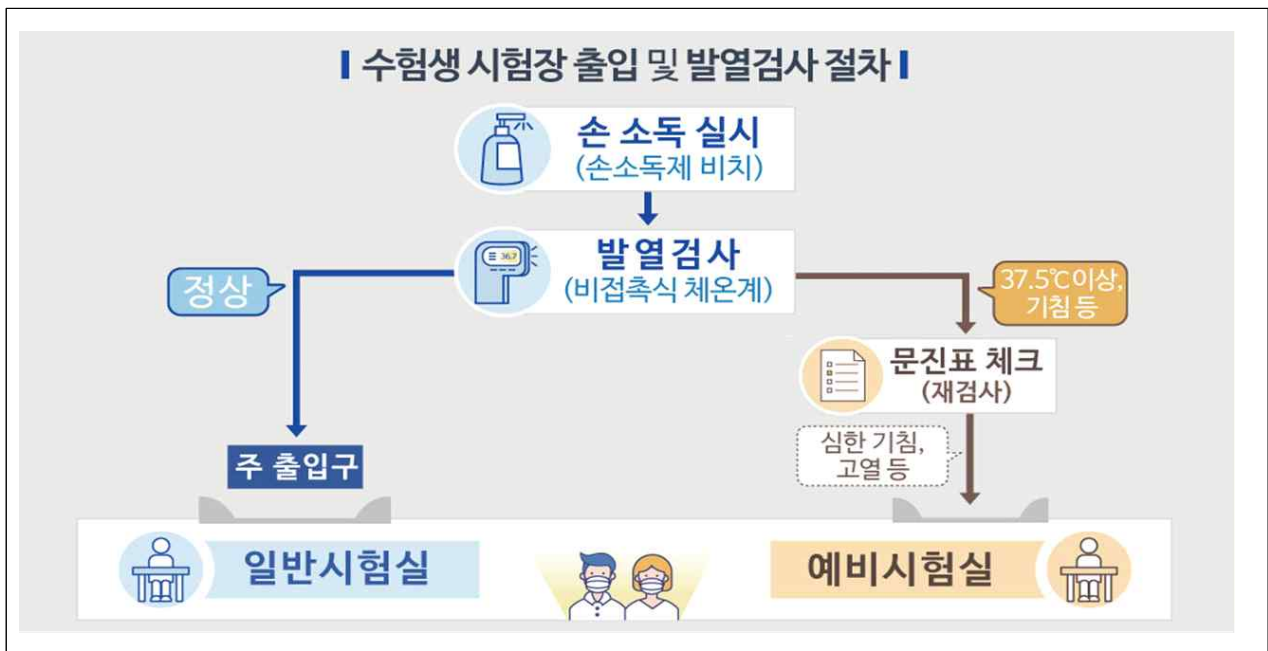 수험생 시험장 출입 및 발열검사 절차
손 소독 실시
(손소독제 비치)
발열검사
(비접촉식 체온계)
36.7
정상
37.5℃이상,
기침 등
문진표 체크
(재검사)
심한 기침,
고열 등
주 출입구
일반시험실
예비시험실